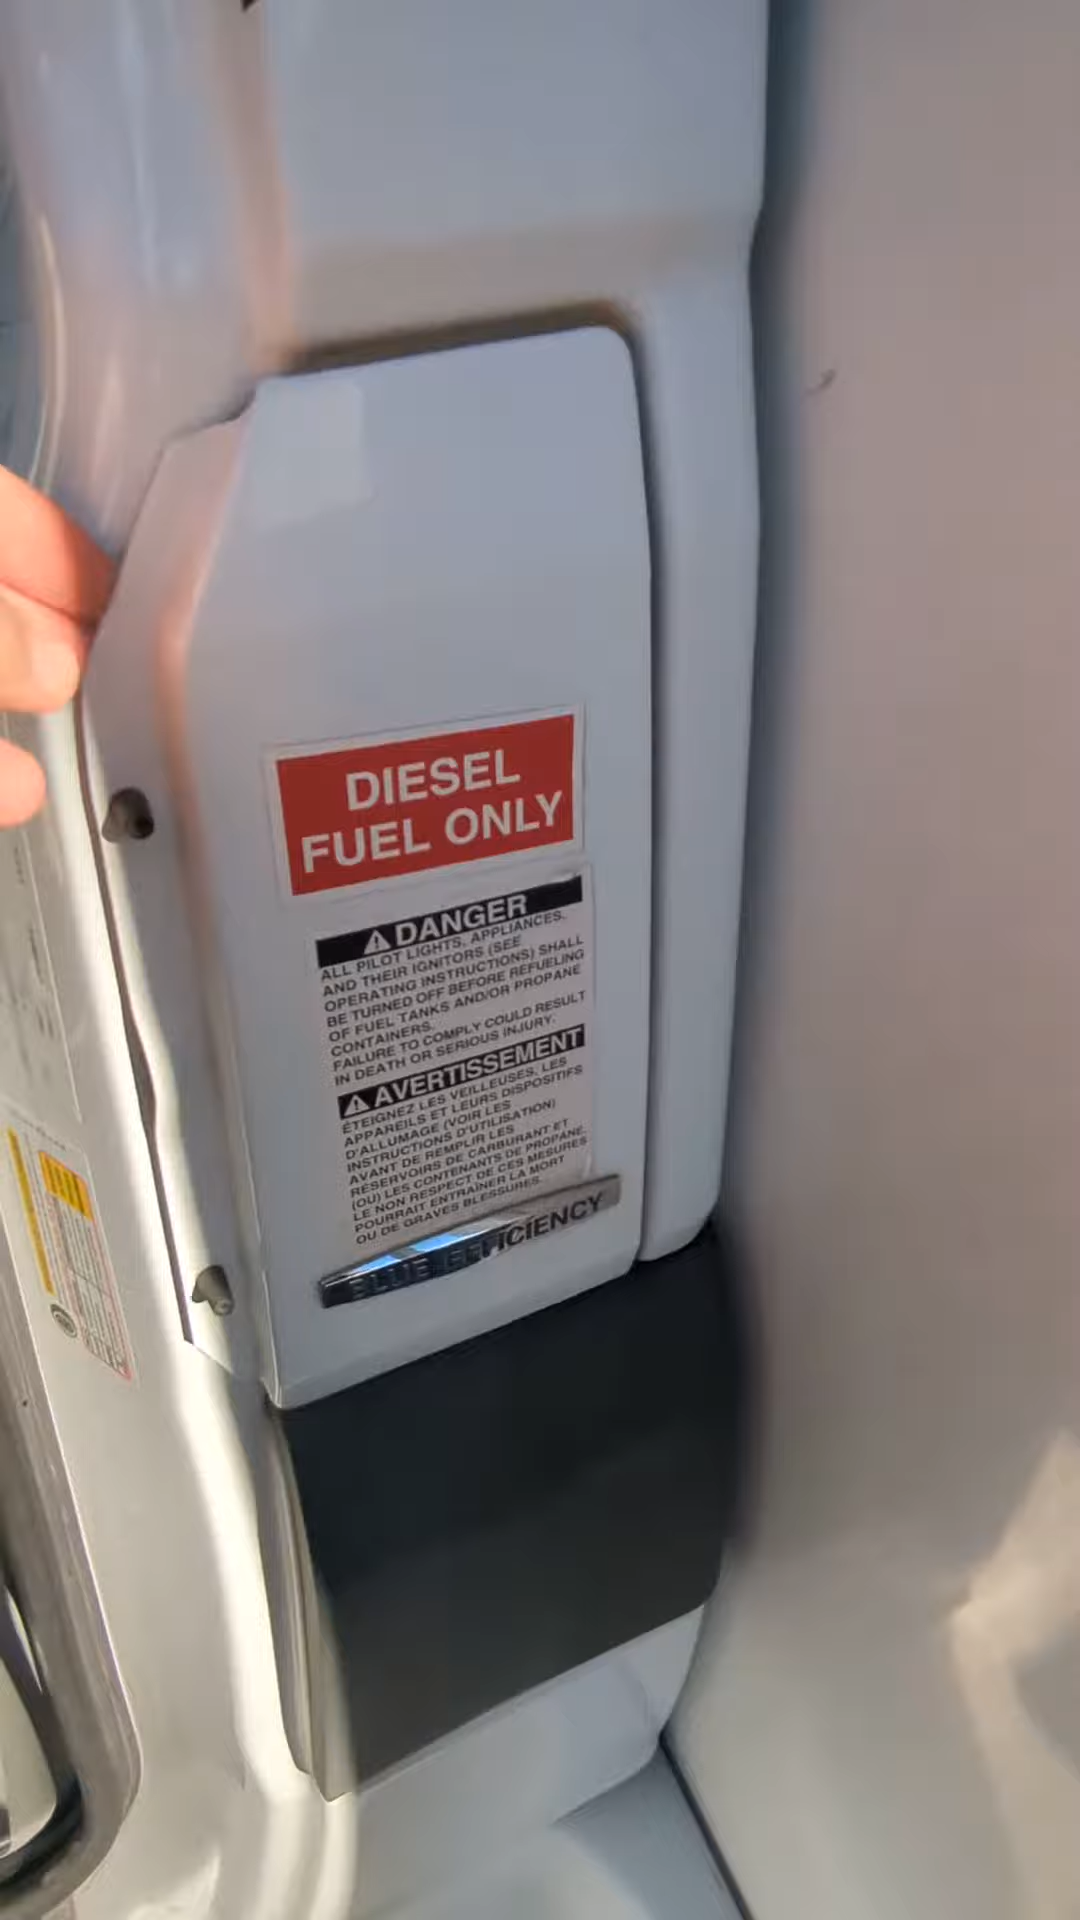 DIESEL
FUEL ONLY
DANGER
ALL PILOT LIGHTS, APPLIANCES,
AND THEIR IGNITORS (SEE
OPERATING INSTRUCTIONS) SHALL
BE TURNED OFF BEFORE REFUELING
OF FUEL TANKS AND/OR PROPANE
CONTAINERS.
FAILURE TO COMPLY COULD RESULT
IN DEATH OR SERIOUS INJURY.
AVERTISSEMENT
ÉTEIGNEZ LES VEILLEUSES, LES
APPAREILS ET LEURS DISPOSITIFS
D'ALLUMAGE (VOIR LES
INSTRUCTIONS D'UTILISATION)
AVANT DE REMPLIR LES
RÉSERVOIRS DE CARBURANT ET
(OU) LES CONTENANTS DE PROPANE.
LE NON RESPECT DE CES MESURES
POURRAIT ENTRAÎNER LA MORT
OU DE GRAVES BLESSURES.
BLUE EFFICIENCY